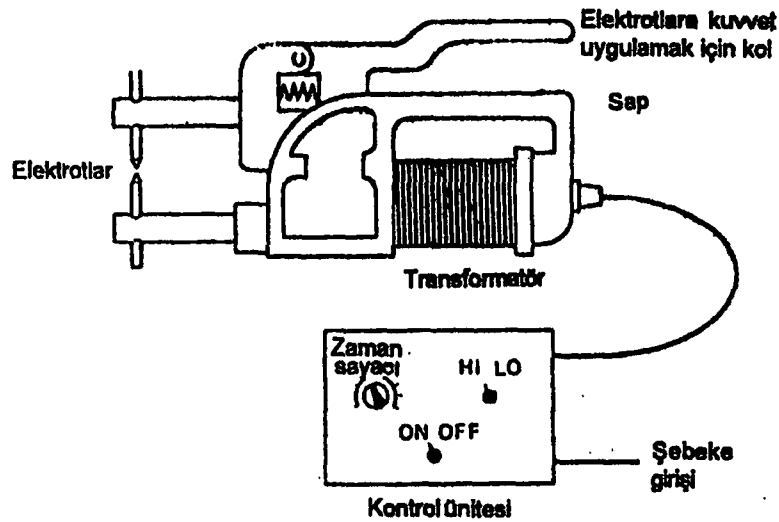 Elektrotlara kuvvet
uygulamak için kol
Sap
Elektrotlar
Transformatör
Zaman
sayacı
HI LO
ON OFF
Şebeke
girişi
Kontrol ünitesi